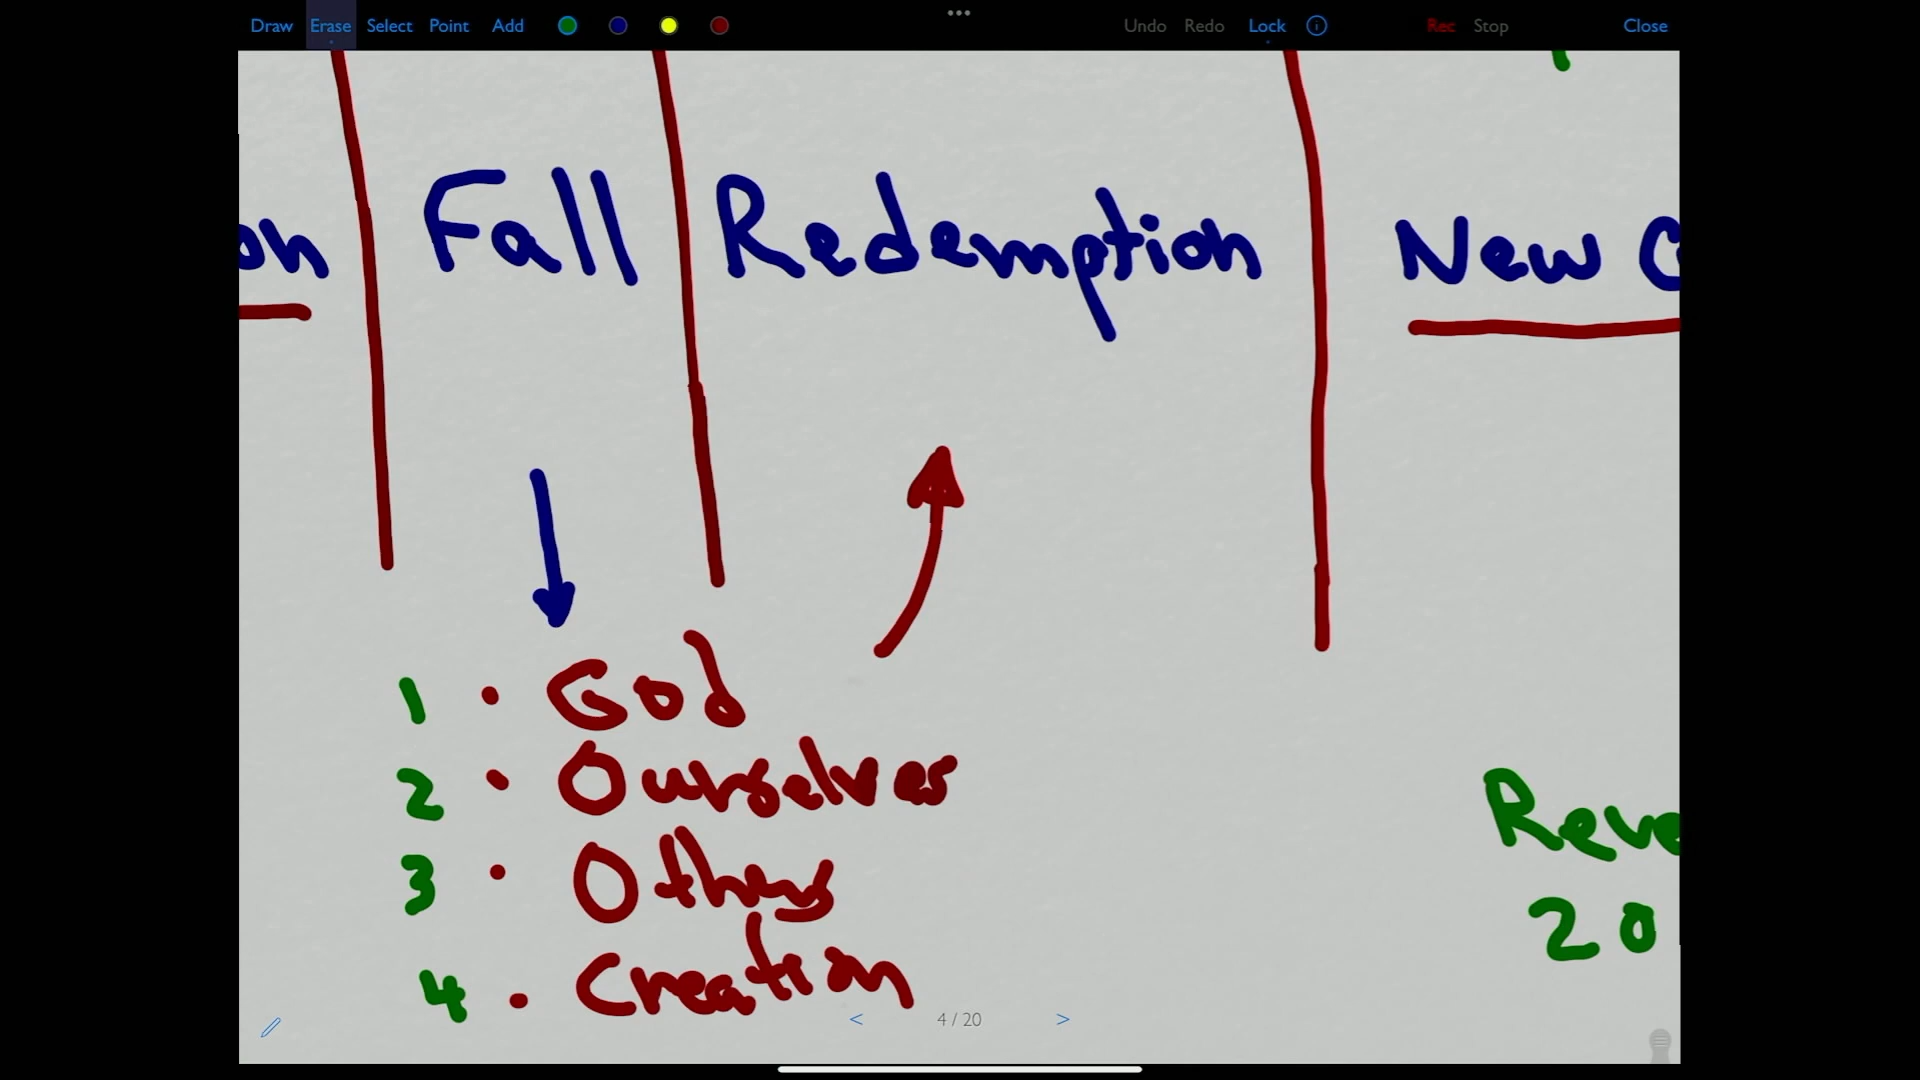 Draw Erase Select Point Add Undo Redo Lock Rec Stop Close
on Fall Redemption New C
1 · God
2 · Ourselves
3 · Others
4 · Creation
Reve
20
< 4 / 20 >